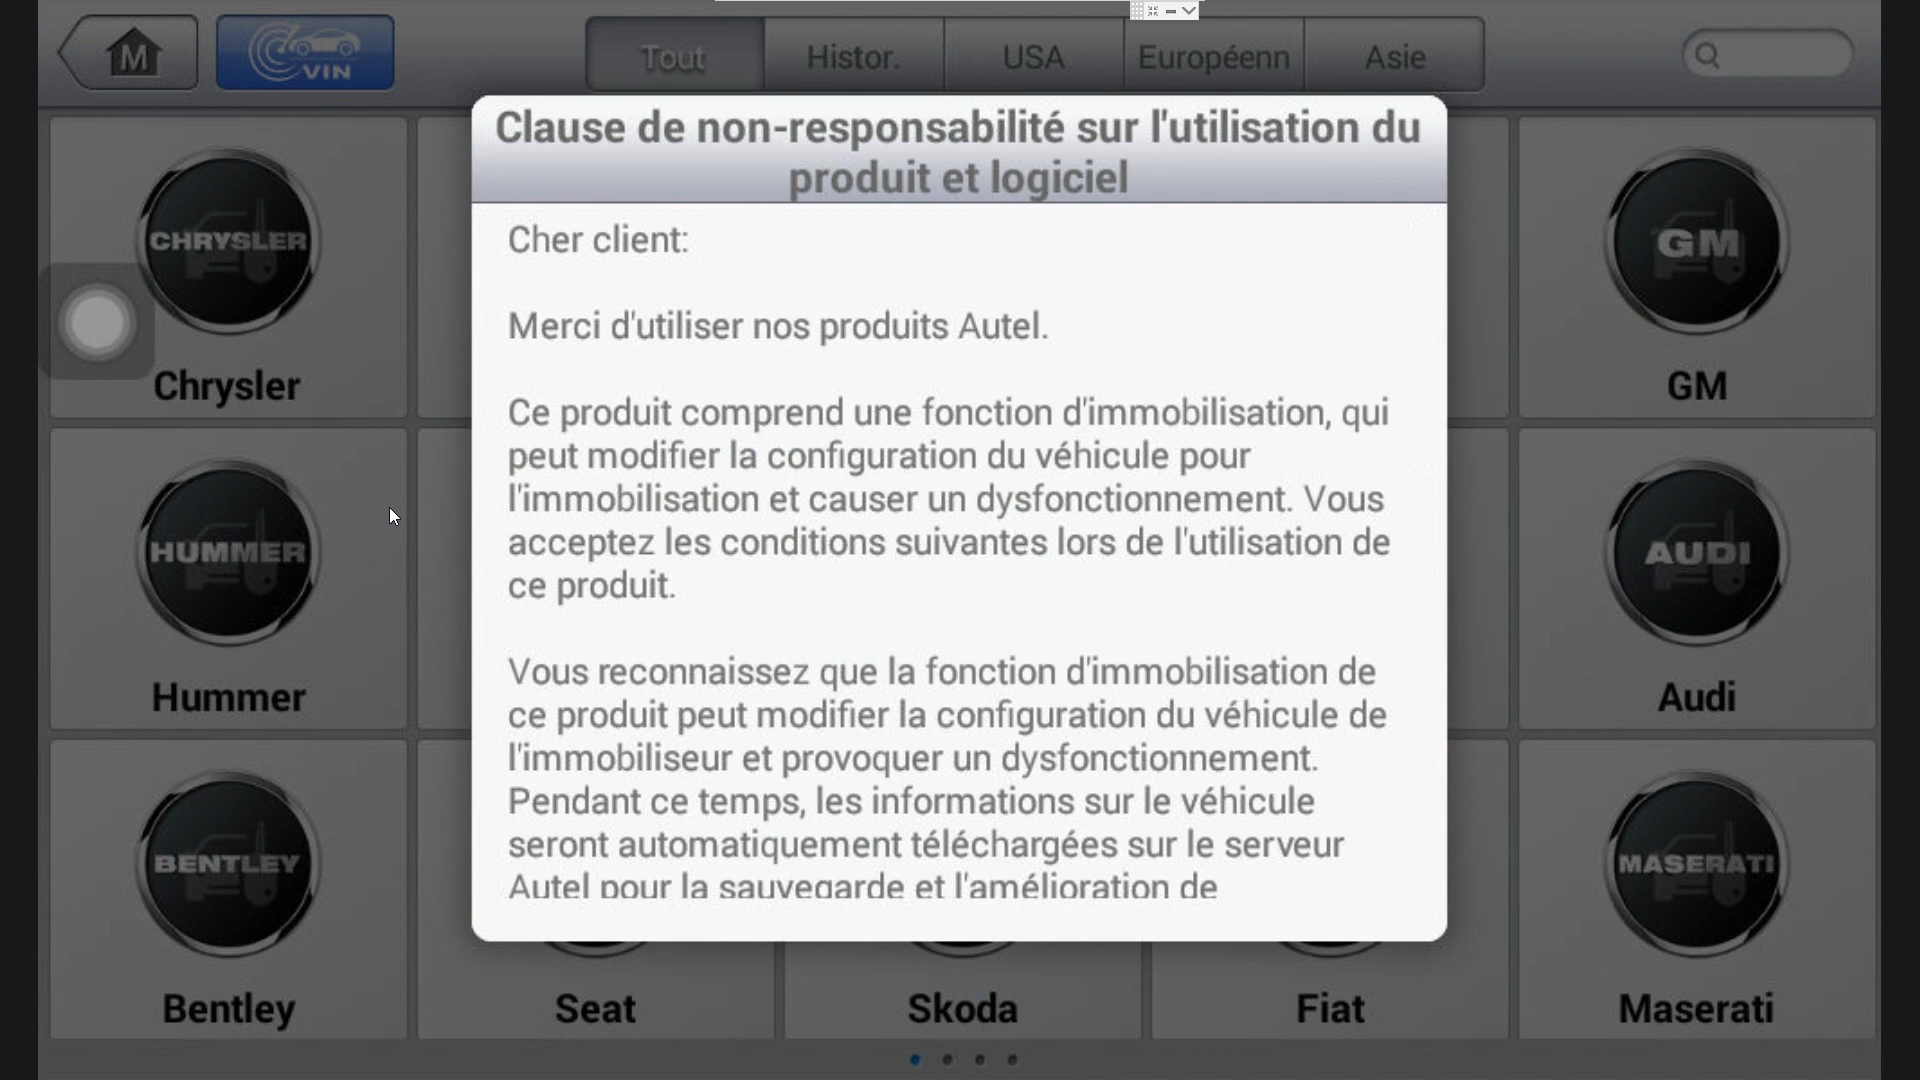 M
VIN
Tout
Histor.
USA
Européenn
Asie
Clause de non-responsabilité sur l'utilisation du
produit et logiciel
Cher client:
Merci d'utiliser nos produits Autel.
Ce produit comprend une fonction d'immobilisation, qui
peut modifier la configuration du véhicule pour
l'immobilisation et causer un dysfonctionnement. Vous
acceptez les conditions suivantes lors de l'utilisation de
ce produit.
Vous reconnaissez que la fonction d'immobilisation de
ce produit peut modifier la configuration du véhicule de
l'immobiliseur et provoquer un dysfonctionnement.
Pendant ce temps, les informations sur le véhicule
seront automatiquement téléchargées sur le serveur
Autel pour la sauvegarde et l'amélioration de
CHRYSLER
Chrysler
GM
GM
HUMMER
Hummer
AUDI
Audi
BENTLEY
Bentley
Seat
Skoda
Fiat
MASERATI
Maserati